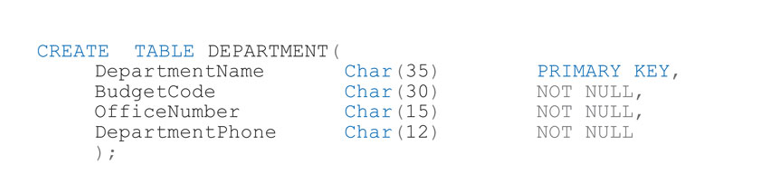 CREATE TABLE DEPARTMENT(
DepartmentName Char(35) PRIMARY KEY,
BudgetCode Char(30) NOT NULL,
OfficeNumber Char(15) NOT NULL,
DepartmentPhone Char(12) NOT NULL
);